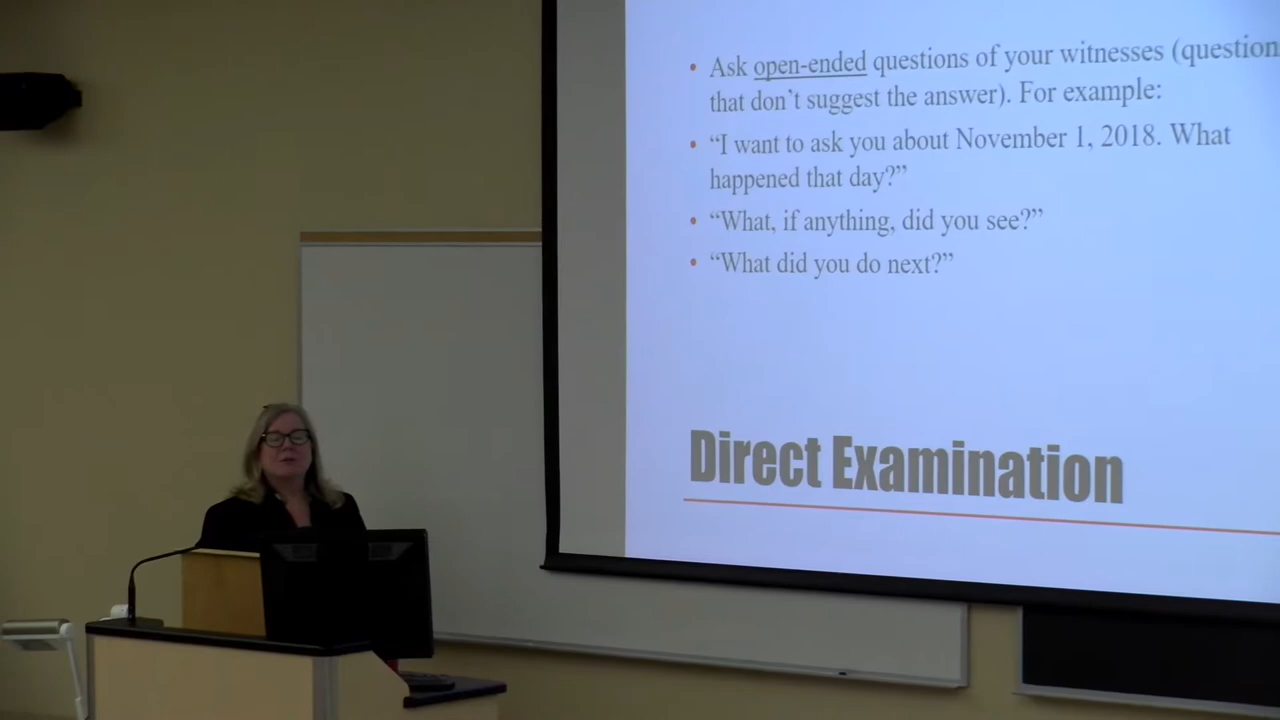 • Ask open-ended questions of your witnesses (question
that don't suggest the answer). For example:
• “I want to ask you about November 1, 2018. What
happened that day?”
• “What, if anything, did you see?”
• “What did you do next?”
Direct Examination